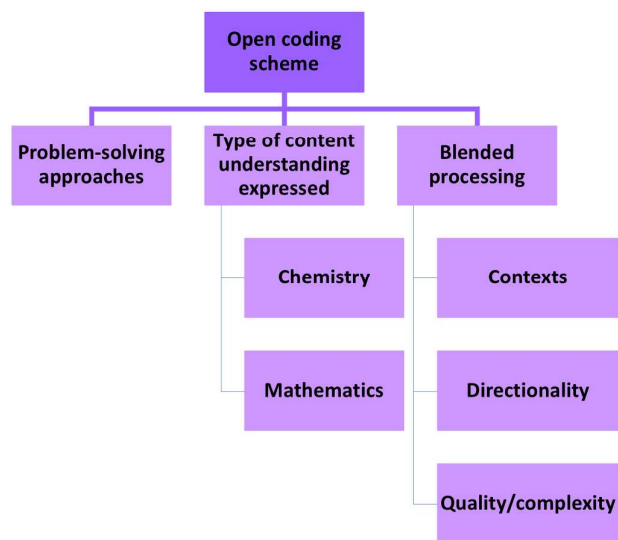 Open coding
scheme
Problem-solving
approaches
Type of content
understanding
expressed
Blended
processing
Chemistry
Contexts
Mathematics
Directionality
Quality/complexity